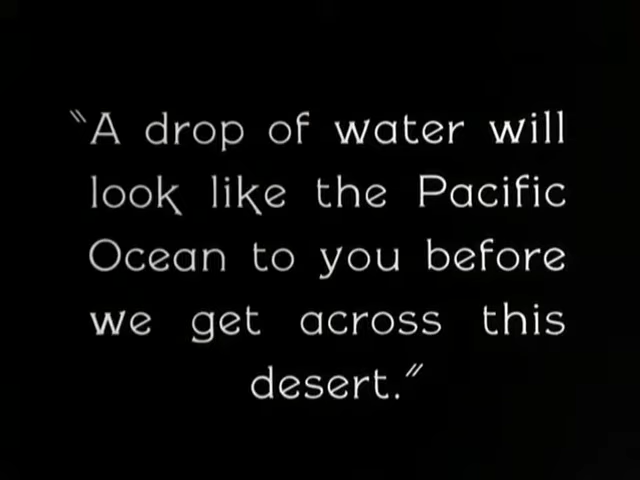 "A drop of water will
look like the Pacific
Ocean to you before
we get across this
desert."